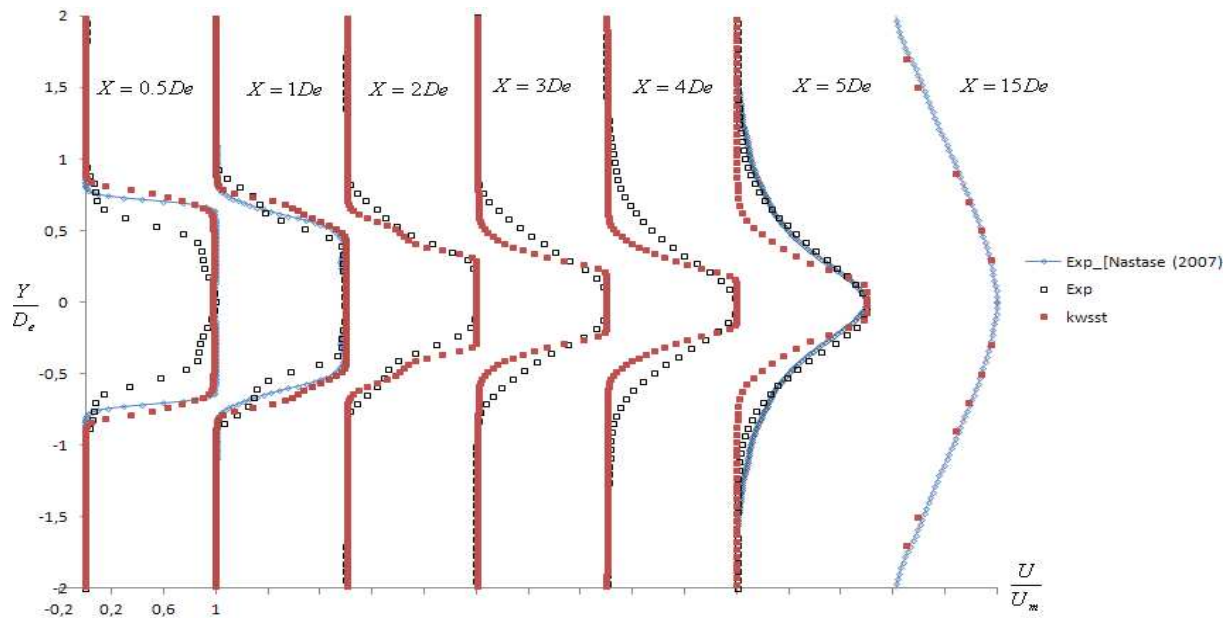 2
X = 0.5De
X = 1De
X = 2De
X = 3De
X = 4De
X = 5De
X = 15De
1,5
1
0,5
Y
De
0
Exp_[Nastase (2007)
Exp
kwsst
-0,5
-1
-1,5
-2
U
Um
-0,2 0,2 0,6 1